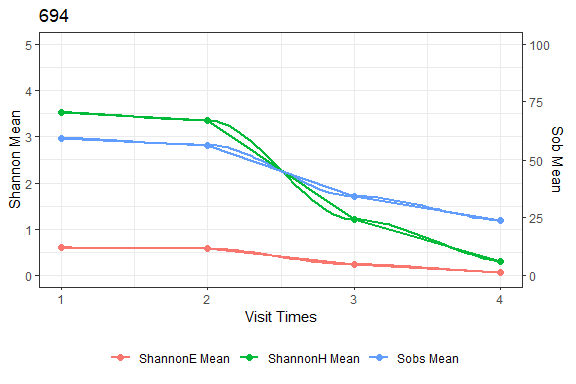 694
5
4
3
2
1
0
Shannon Mean
100
75
50
25
0
Sob Mean
1 2 3 4
Visit Times
ShannonE Mean ShannonH Mean Sobs Mean